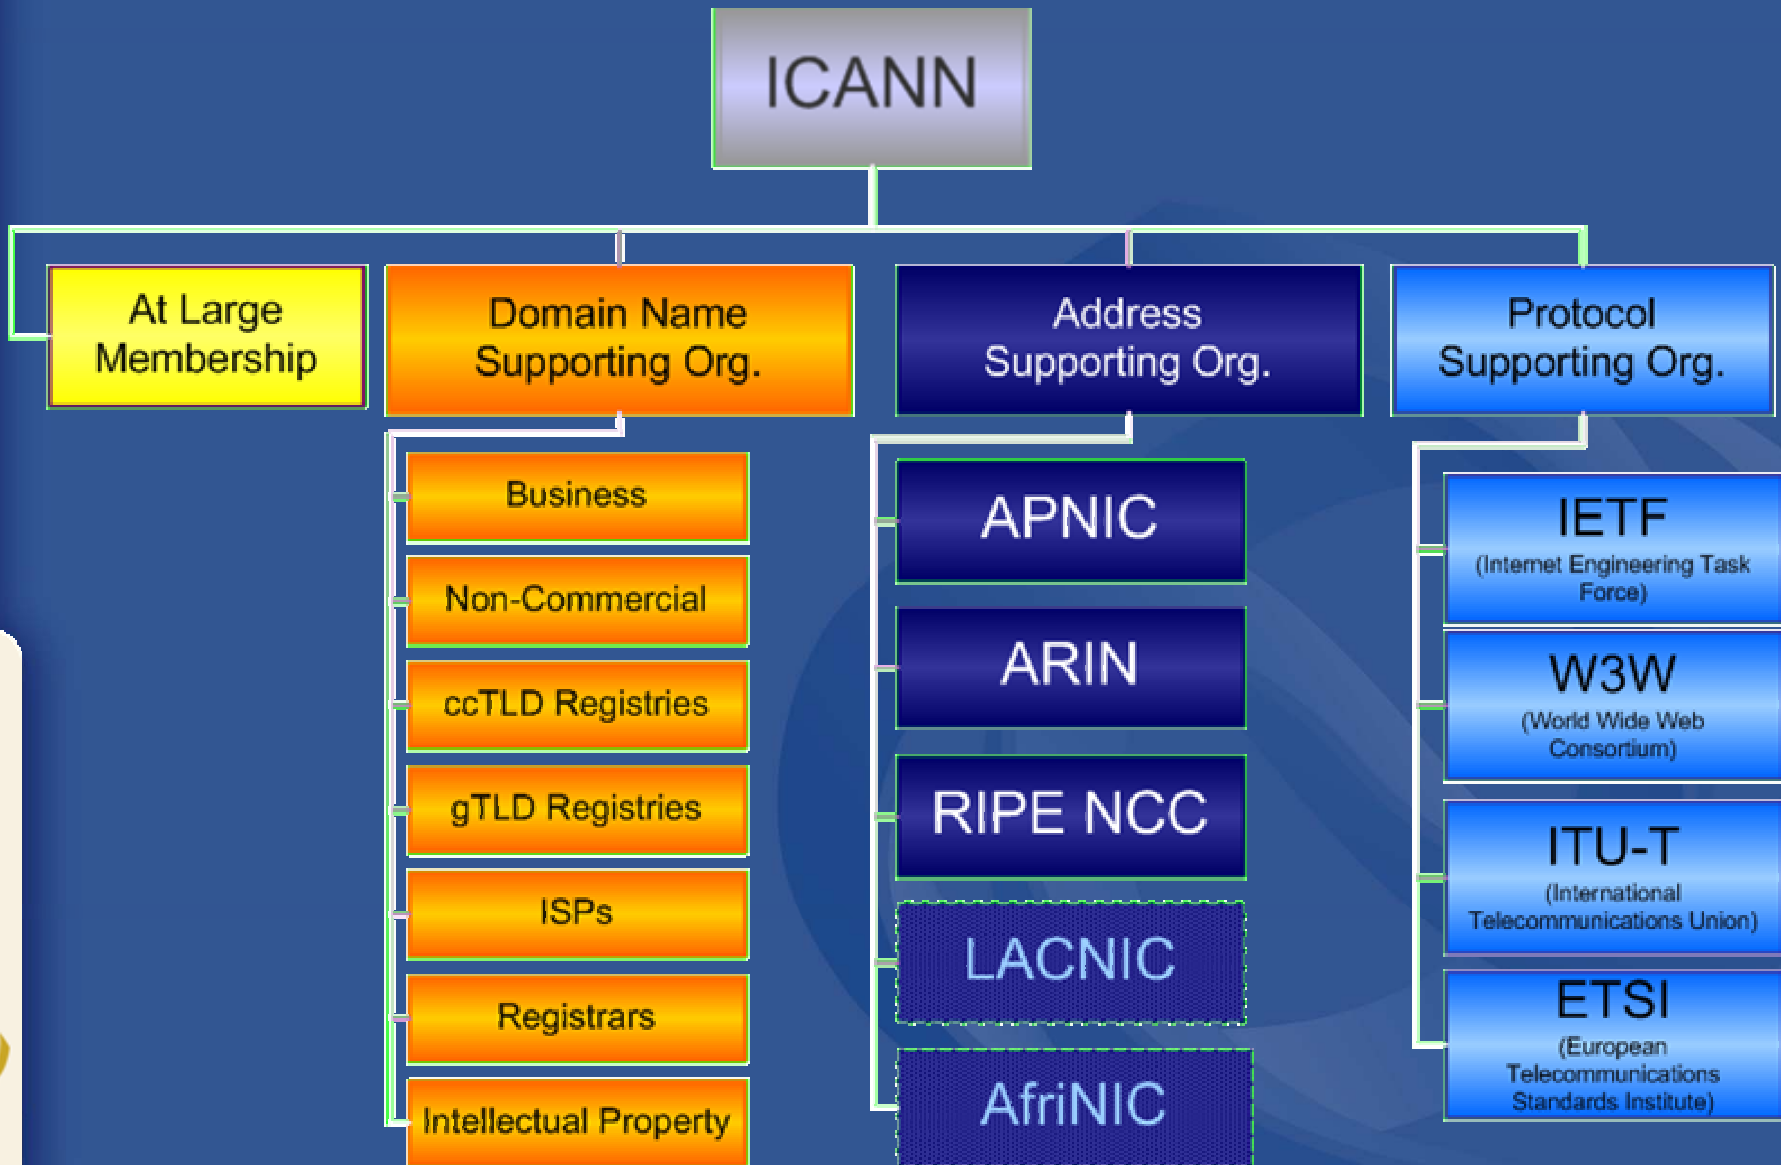 ICANN
At Large
Membership
Domain Name
Supporting Org.
Address
Supporting Org.
Protocol
Supporting Org.
Business
Non-Commercial
ccTLD Registries
gTLD Registries
ISPs
Registrars
Intellectual Property
APNIC
ARIN
RIPE NCC
LACNIC
AfriNIC
IETF
(Internet Engineering Task
Force)
W3W
(World Wide Web
Consortium)
ITU-T
(International
Telecommunications Union)
ETSI
(European
Telecommunications
Standards Institute)